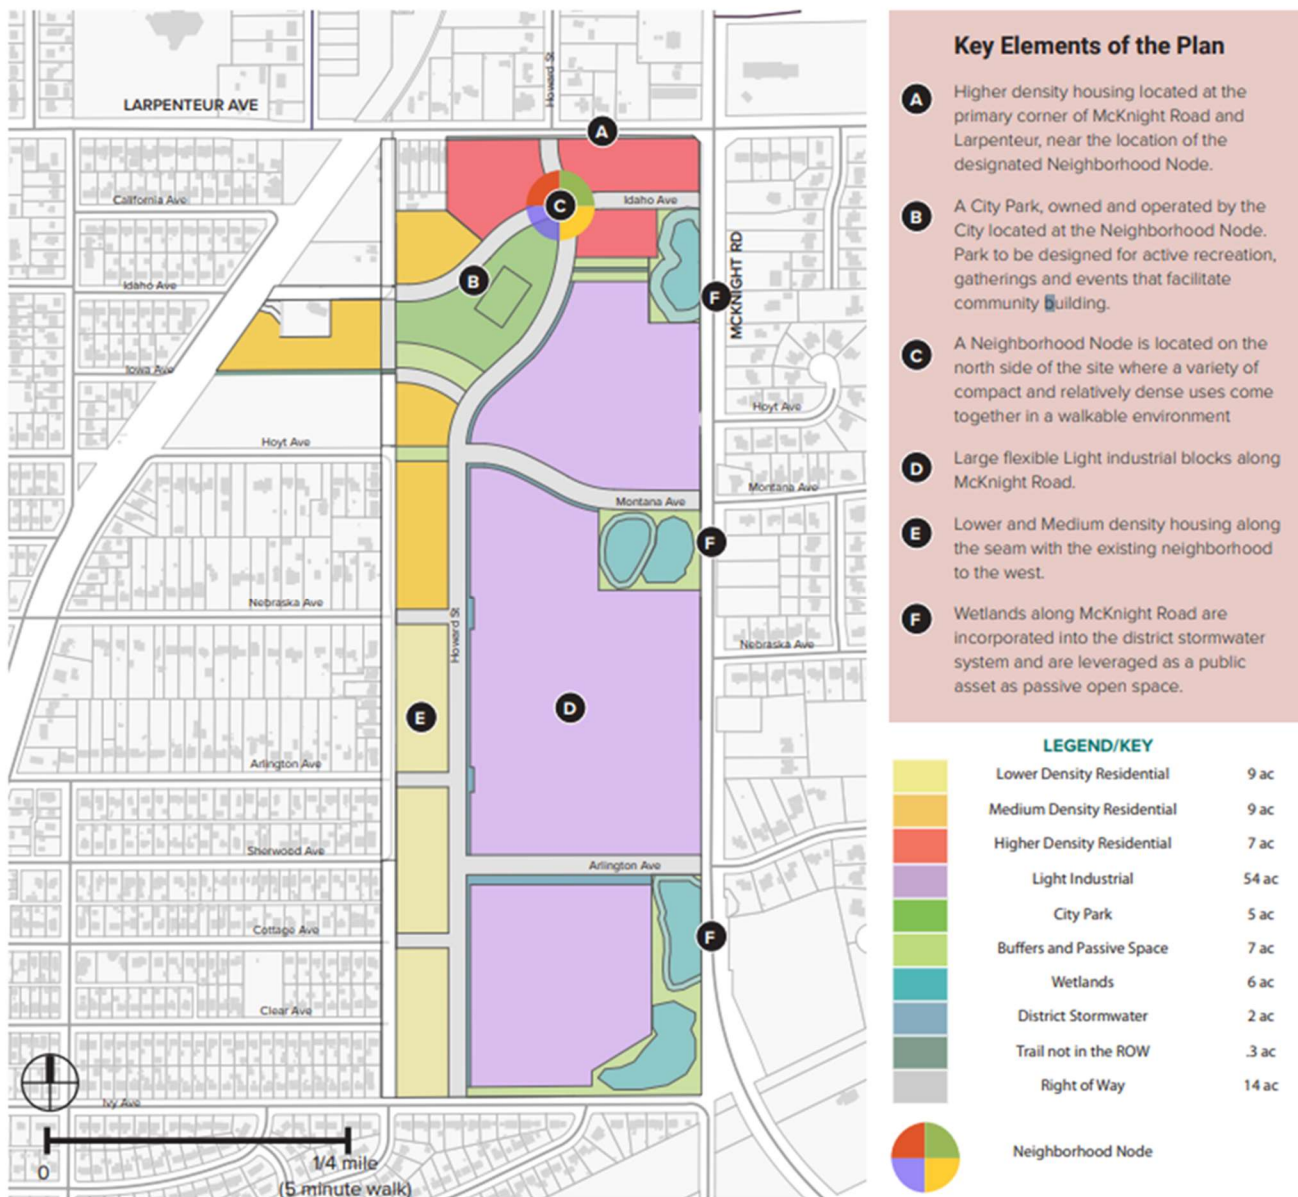 LARPENTEUR AVE
Howard St
A
California Ave
C
Idaho Ave
MCKNIGHT RD
B
Idaho Ave
F
Iowa Ave
Hoyt Ave
Hoyt Ave
Montana Ave
Montana Ave
F
Nebraska Ave
Howard St
Nebraska Ave
E
D
Arlington Ave
Sherwood Ave
Arlington Ave
Cottage Ave
F
Clear Ave
Ivy Ave
0
1/4 mile
(5 minute walk)
Key Elements of the Plan
A
Higher density housing located at the
primary corner of McKnight Road and
Larpenteur, near the location of the
designated Neighborhood Node.
B
A City Park, owned and operated by the
City located at the Neighborhood Node.
Park to be designed for active recreation,
gatherings and events that facilitate
community building.
C
A Neighborhood Node is located on the
north side of the site where a variety of
compact and relatively dense uses come
together in a walkable environment
D
Large flexible Light industrial blocks along
McKnight Road.
E
Lower and Medium density housing along
the seam with the existing neighborhood
to the west.
F
Wetlands along McKnight Road are
incorporated into the district stormwater
system and are leveraged as a public
asset as passive open space.
LEGEND/KEY
Lower Density Residential 9 ac
Medium Density Residential 9 ac
Higher Density Residential 7 ac
Light Industrial 54 ac
City Park 5 ac
Buffers and Passive Space 7 ac
Wetlands 6 ac
District Stormwater 2 ac
Trail not in the ROW .3 ac
Right of Way 14 ac
Neighborhood Node